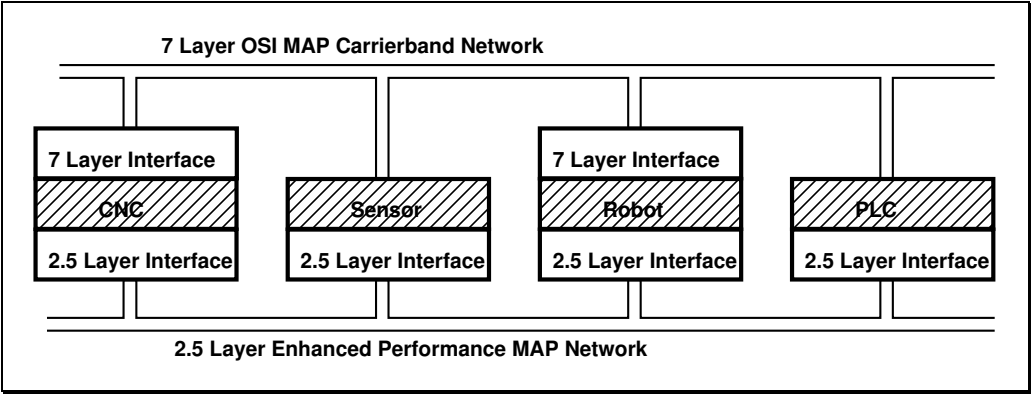 7 Layer OSI MAP Carrierband Network
7 Layer Interface
7 Layer Interface
CNC
Sensor
Robot
PLC
2.5 Layer Interface
2.5 Layer Interface
2.5 Layer Interface
2.5 Layer Interface
2.5 Layer Enhanced Performance MAP Network